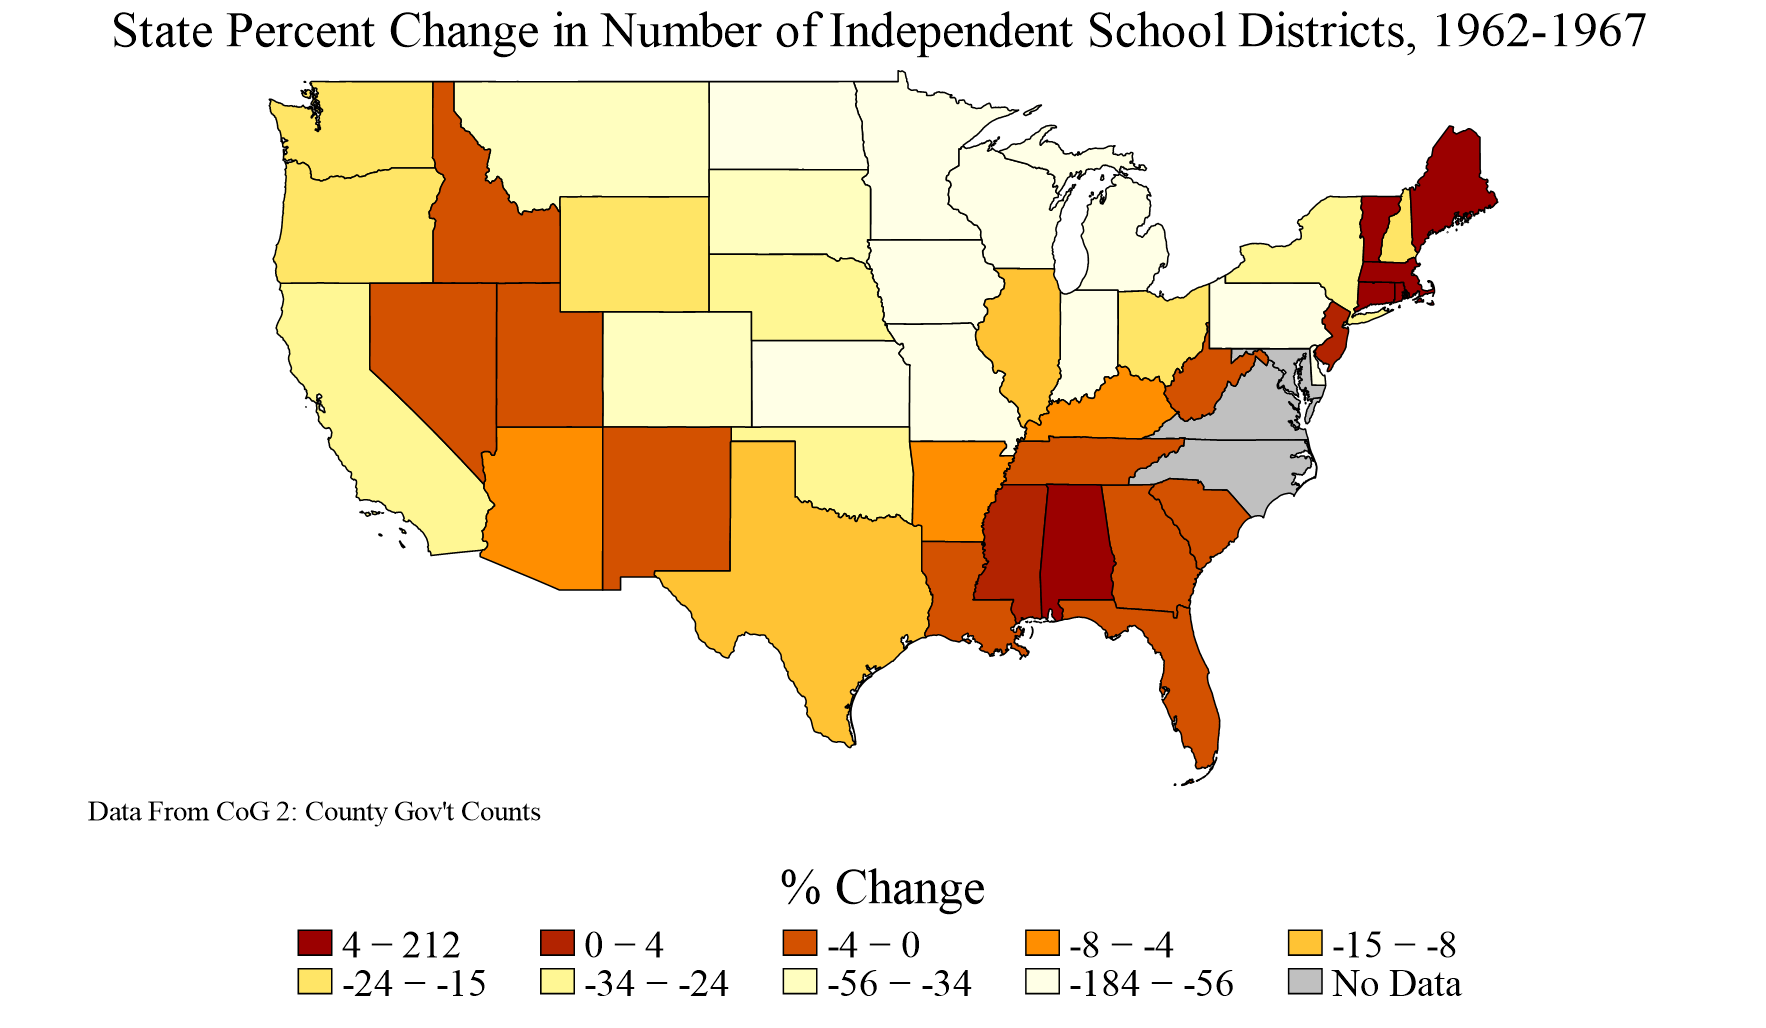 State Percent Change in Number of Independent School Districts, 1962-1967
Data From CoG 2: County Gov't Counts
% Change
4 − 212
0 − 4
-4 − 0
-8 − -4
-15 − -8
-24 − -15
-34 − -24
-56 − -34
-184 − -56
No Data